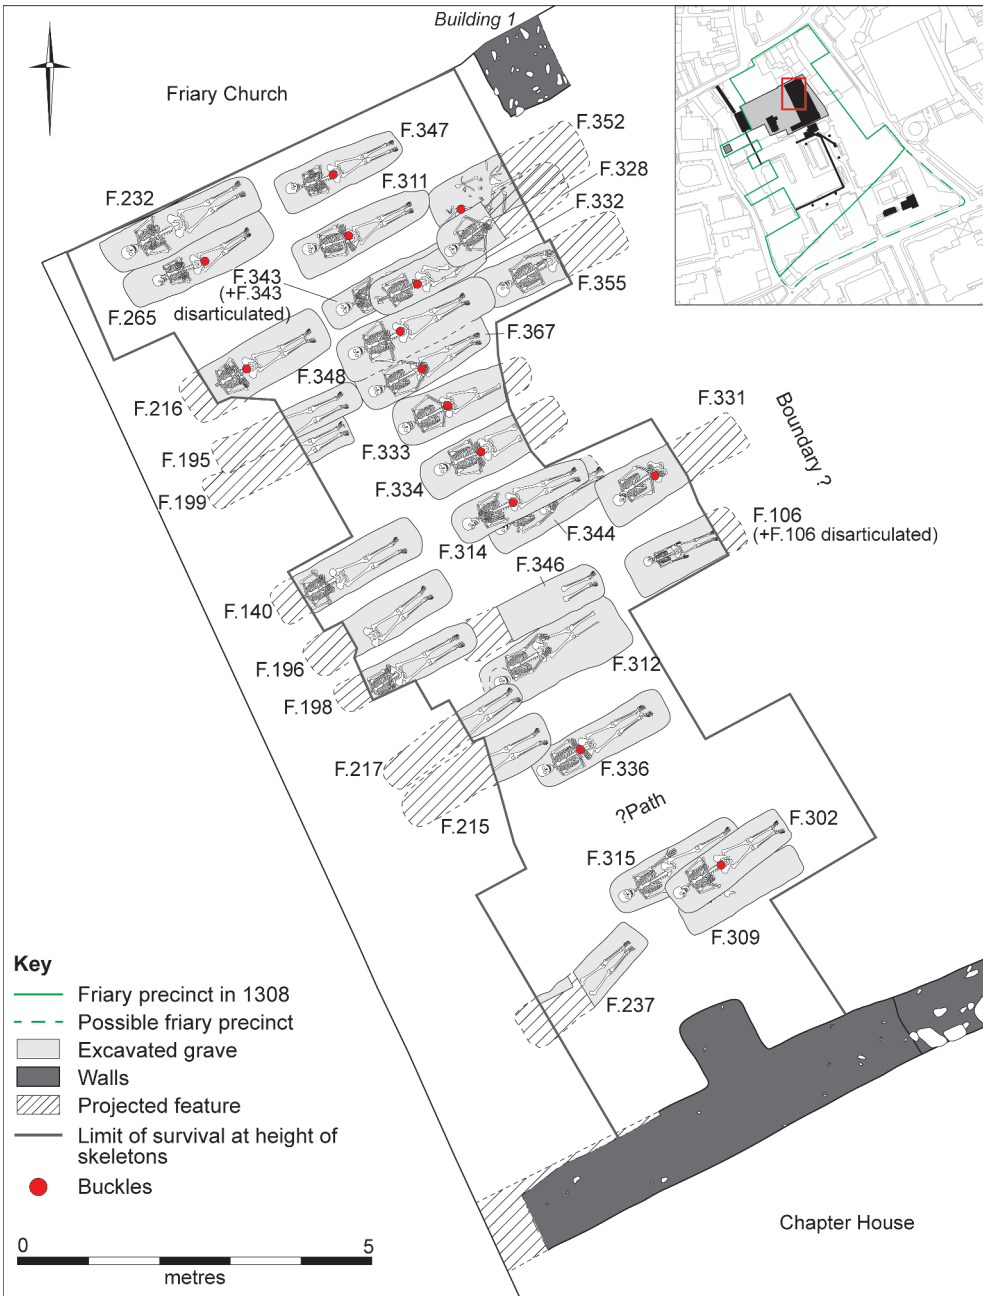 Building 1
Friary Church
F.347
F.352
F.311
F.328
F.232
F.332
F.343
(+F.343
disarticulated)
F.355
F.265
F.367
F.348
F.216
F.331
Boundary ?
F.195
F.333
F.199
F.334
F.314
F.344
F.106
(+F.106 disarticulated)
F.346
F.140
F.196
F.312
F.198
F.217
F.336
F.215
?Path
F.302
F.315
F.309
F.237
Key
Friary precinct in 1308
Possible friary precinct
Excavated grave
Walls
Projected feature
Limit of survival at height of
skeletons
Buckles
0 5
metres
Chapter House